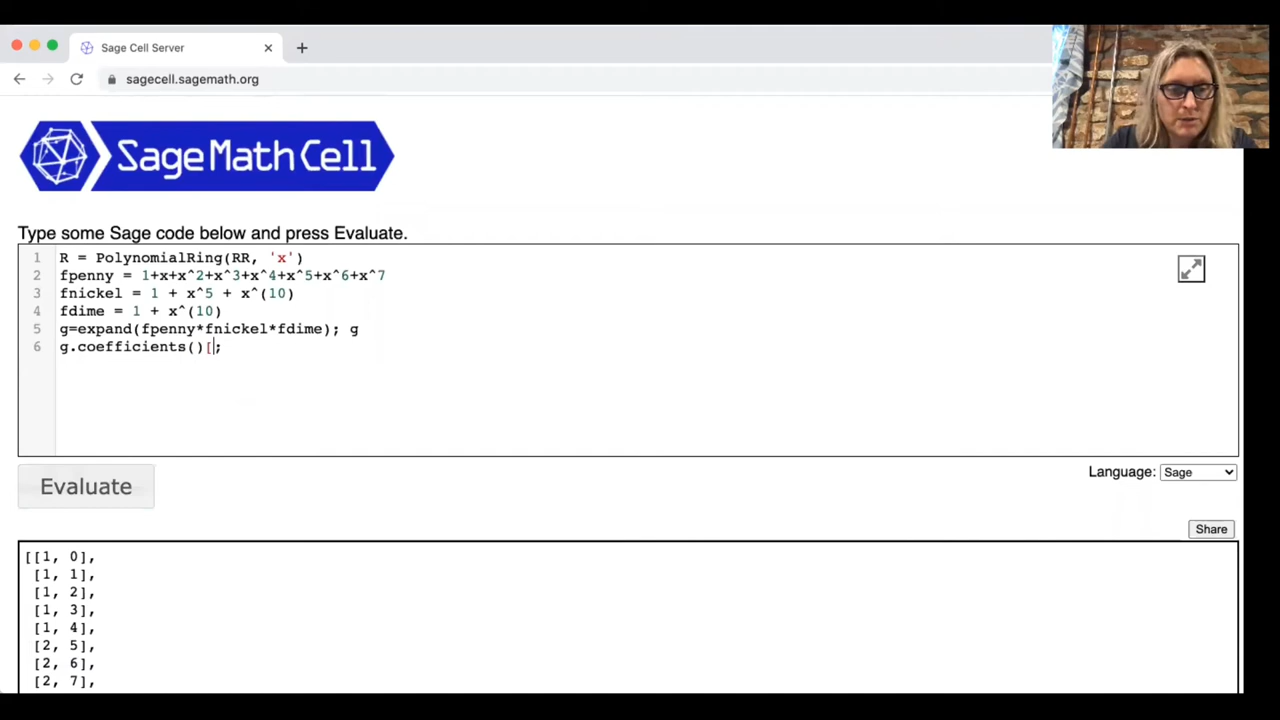 Sage Cell Server
sagecell.sagemath.org
SageMathCell
Type some Sage code below and press Evaluate.
1 R = PolynomialRing(RR, 'x')
2 fpenny = 1+x+x^2+x^3+x^4+x^5+x^6+x^7
3 fnickel = 1 + x^5 + x^(10)
4 fdime = 1 + x^(10)
5 g=expand(fpenny*fnickel*fdime); g
6 g.coefficients()[;
Evaluate
Language: Sage
Share
[[1, 0],
[1, 1],
[1, 2],
[1, 3],
[1, 4],
[2, 5],
[2, 6],
[2, 7],